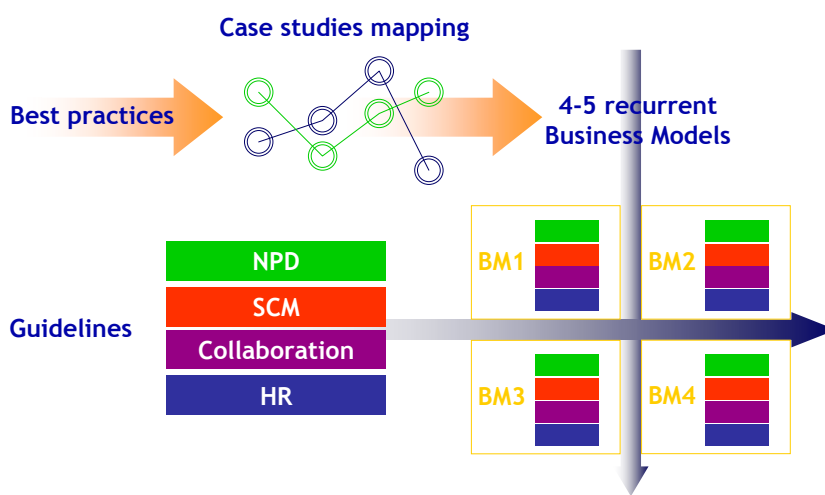 Case studies mapping
Best practices
4-5 recurrent
Business Models
BM1
BM2
NPD
SCM
Guidelines
Collaboration
HR
BM3
BM4